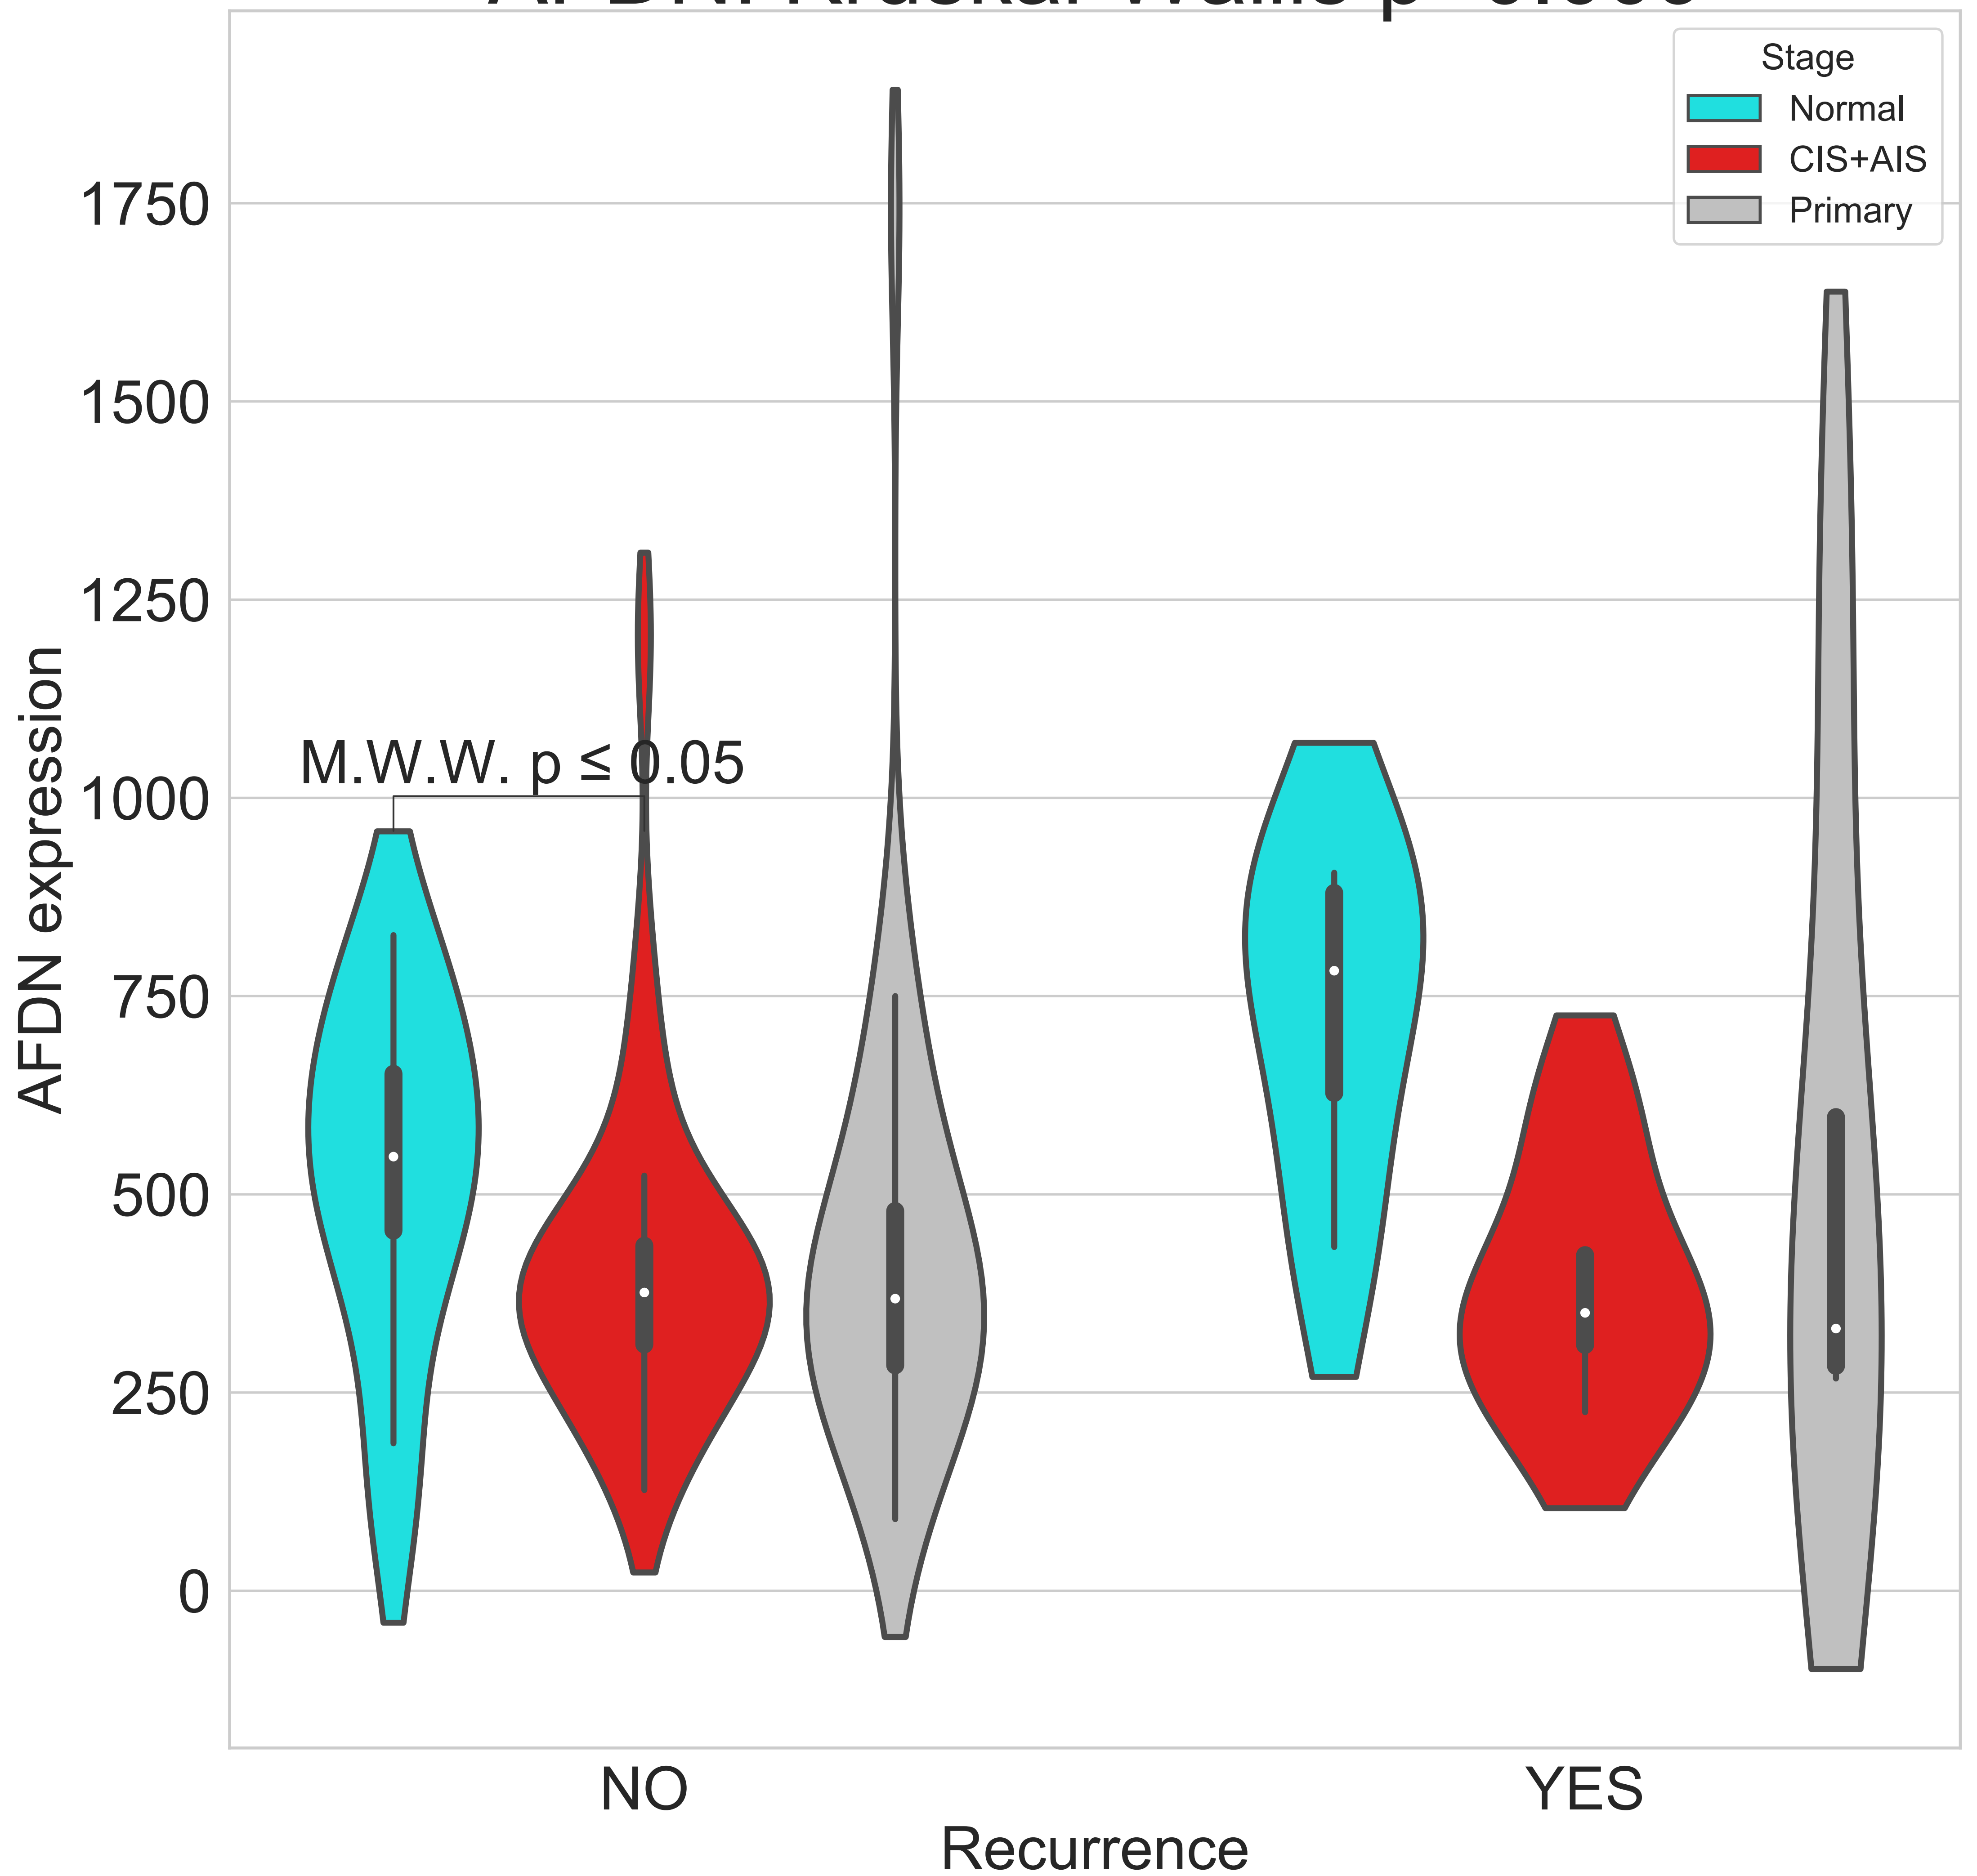 Stage
Normal
CIS+AIS
Primary
1750
1500
1250
1000
750
500
250
0
AFDN expression
M.W.W. p ≤ 0.05
NO
YES
Recurrence